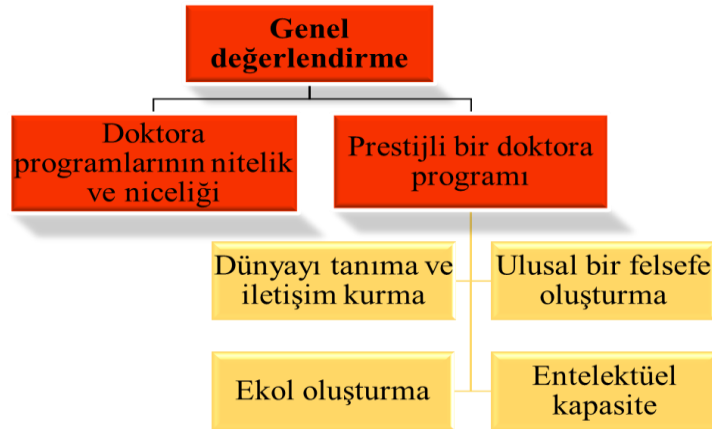 Genel
değerlendirme
Doktora
programlarının nitelik
ve niceliği
Prestijli bir doktora
programı
Dünyayı tanıma ve
iletişim kurma
Ulusal bir felsefe
oluşturma
Ekol oluşturma
Entelektüel
kapasite